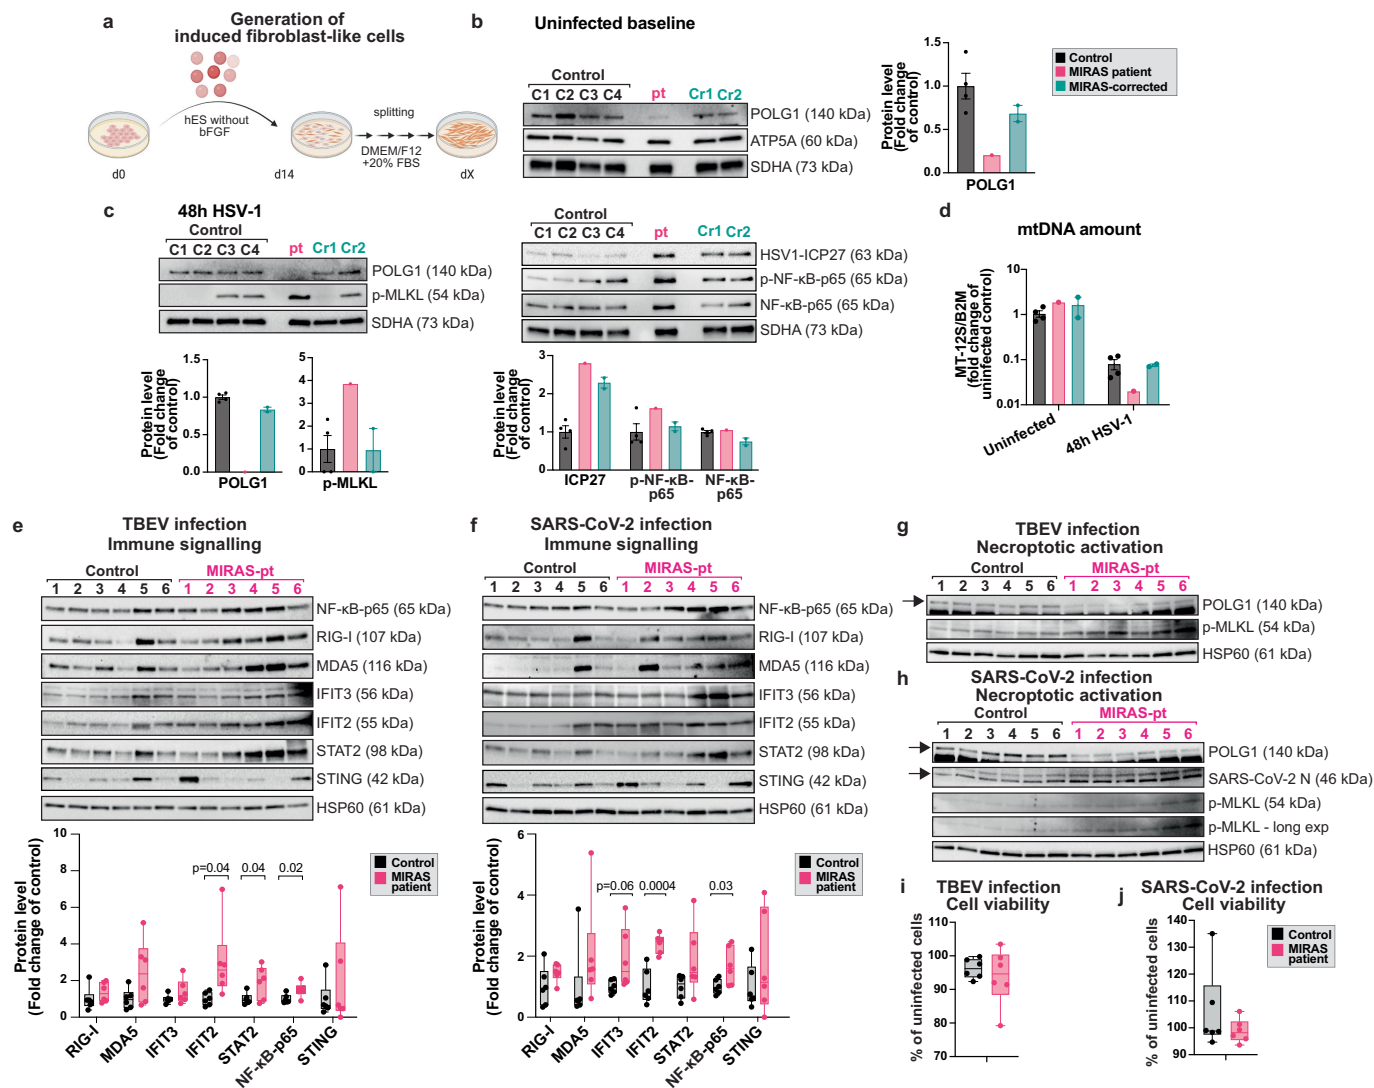 a
Generation of
induced fibroblast-like cells
hES without
bFGF
splitting
DMEM/F12
+20% FBS
d0
d14
dX
b
Uninfected baseline
Control
C1 C2 C3 C4
pt
Cr1 Cr2
POLG1 (140 kDa)
ATP5A (60 kDa)
SDHA (73 kDa)
Protein level
(Fold change
of control)
1.5
1.0
0.5
0.0
POLG1
Control
MIRAS patient
MIRAS-corrected
c
48h HSV-1
Control
C1 C2 C3 C4
pt
Cr1 Cr2
POLG1 (140 kDa)
p-MLKL (54 kDa)
SDHA (73 kDa)
Protein level
(Fold change
of control)
1.5
1.0
0.5
0.0
POLG1
5
4
3
2
1
0
p-MLKL
Control
C1 C2 C3 C4
pt
Cr1 Cr2
HSV1-ICP27 (63 kDa)
p-NF-κB-p65 (65 kDa)
NF-κB-p65 (65 kDa)
SDHA (73 kDa)
Protein level
(Fold change
of control)
3
2
1
0
ICP27
p-NF-κB-
p65
NF-κB-
p65
d
mtDNA amount
MT-12S/B2M
(fold change of
uninfected control)
10
1
0.1
0.01
Uninfected
48h HSV-1
e
TBEV infection
Immune signalling
Control
MIRAS-pt
1 2 3 4 5 6 1 2 3 4 5 6
NF-κB-p65 (65 kDa)
RIG-I (107 kDa)
MDA5 (116 kDa)
IFIT3 (56 kDa)
IFIT2 (55 kDa)
STAT2 (98 kDa)
STING (42 kDa)
HSP60 (61 kDa)
Protein level
(Fold change of control)
10
8
6
4
2
0
p=0.04
0.04
0.02
Control
MIRAS
patient
RIG-I
MDA5
IFIT3
IFIT2
STAT2
NF-κB-p65
STING
f
SARS-CoV-2 infection
Immune signalling
Control
MIRAS-pt
1 2 3 4 5 6 1 2 3 4 5 6
NF-κB-p65 (65 kDa)
RIG-I (107 kDa)
MDA5 (116 kDa)
IFIT3 (56 kDa)
IFIT2 (55 kDa)
STAT2 (98 kDa)
STING (42 kDa)
HSP60 (61 kDa)
Protein level
(Fold change of control)
6
4
2
0
p=0.06
0.0004
0.03
Control
MIRAS
patient
RIG-I
MDA5
IFIT3
IFIT2
STAT2
NF-κB-p65
STING
g
TBEV infection
Necroptotic activation
Control
MIRAS-pt
1 2 3 4 5 6 1 2 3 4 5 6
POLG1 (140 kDa)
p-MLKL (54 kDa)
HSP60 (61 kDa)
h
SARS-CoV-2 infection
Necroptotic activation
Control
MIRAS-pt
1 2 3 4 5 6 1 2 3 4 5 6
POLG1 (140 kDa)
SARS-CoV-2 N (46 kDa)
p-MLKL (54 kDa)
p-MLKL - long exp
HSP60 (61 kDa)
i
TBEV infection
Cell viability
% of uninfected cells
110
100
90
80
70
j
SARS-CoV-2 infection
Cell viability
% of uninfected cells
140
130
120
110
100
90
Control
MIRAS
patient